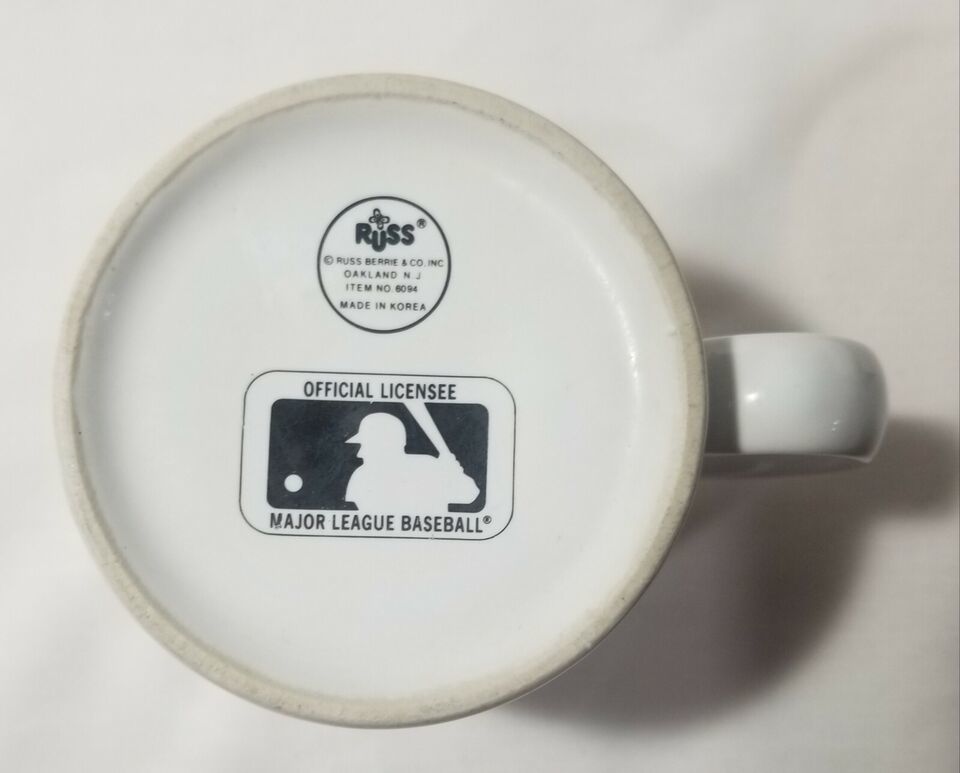 RUSS®
© RUSS BERRIE & CO. INC
OAKLAND N.J
ITEM NO. 6094
MADE IN KOREA
OFFICIAL LICENSEE
MAJOR LEAGUE BASEBALL®